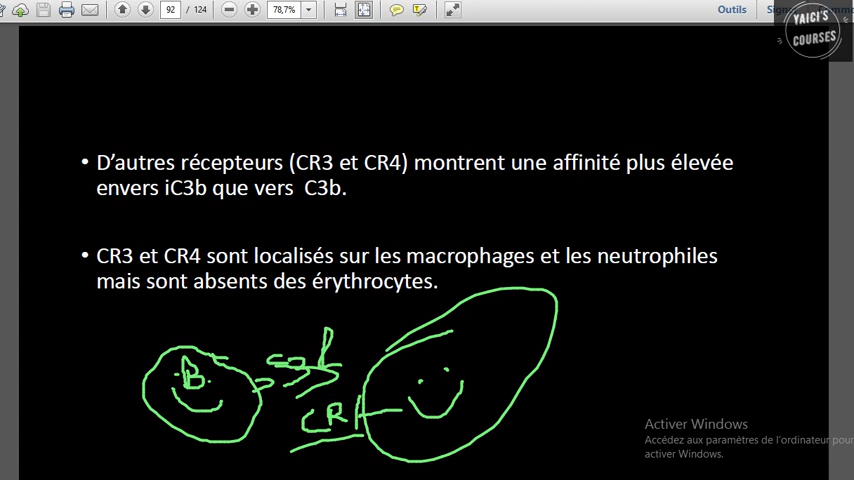 92 / 124
78,7%
Outils
YAICI'S
COURSES
• D'autres récepteurs (CR3 et CR4) montrent une affinité plus élevée
envers iC3b que vers C3b.
• CR3 et CR4 sont localisés sur les macrophages et les neutrophiles
mais sont absents des érythrocytes.
B
CR1
Activer Windows
Accédez aux paramètres de l'ordinateur pour
activer Windows.